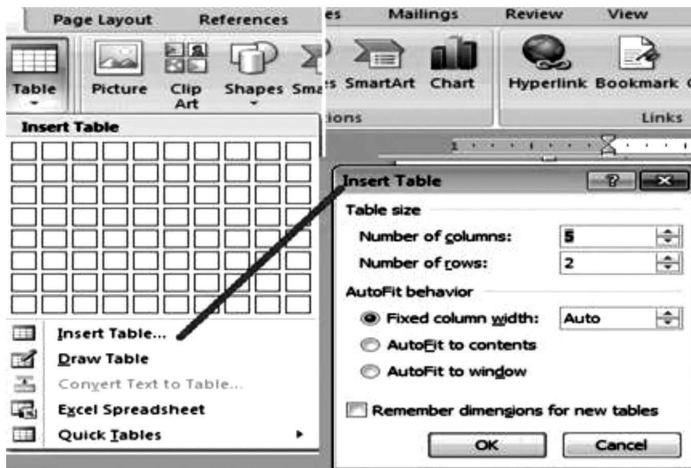 Page Layout References
Table Picture Clip Art Shapes Sma
Insert Table
Insert Table...
Draw Table
Convert Text to Table...
Excel Spreadsheet
Quick Tables
es Mailings Review View
s SmartArt Chart Hyperlink Bookmark
ions Links
1
Insert Table
Table size
Number of columns: 5
Number of rows: 2
AutoFit behavior
Fixed column width: Auto
AutoFit to contents
AutoFit to window
Remember dimensions for new tables
OK Cancel